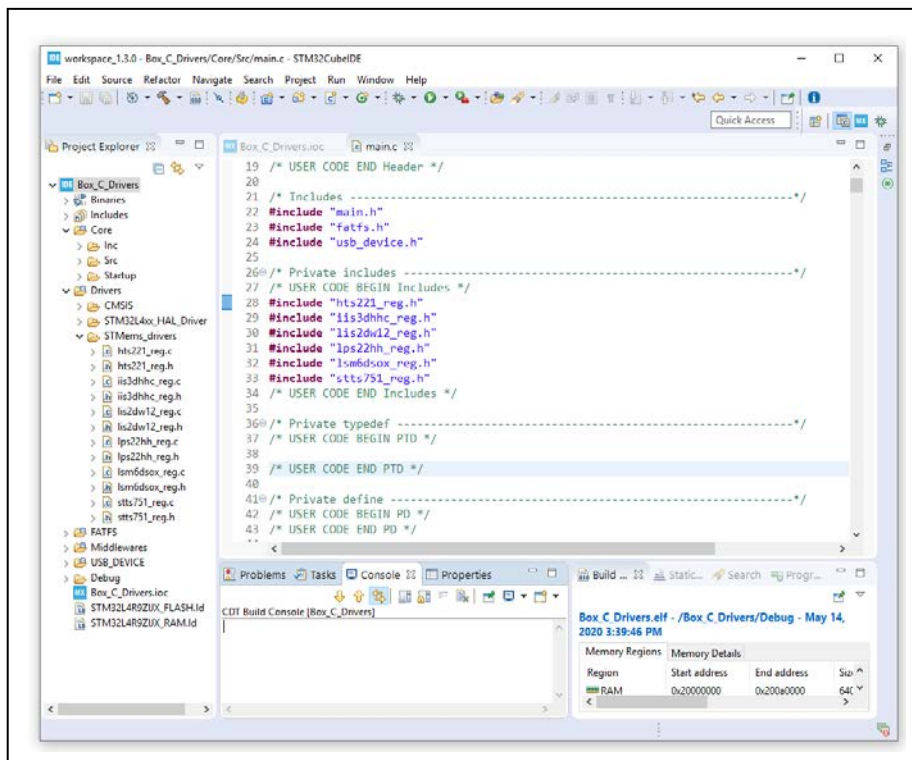 workspace_1.3.0 - Box_C_Drivers/Core/Src/main.c - STM32CubeIDE
File Edit Source Refactor Navigate Search Project Run Window Help
Quick Access
Project Explorer
Box_C_Drivers
Binaries
Includes
Core
Inc
Src
Startup
Drivers
CMSIS
STM32L4xx_HAL_Driver
STMems_drivers
hts221_reg.c
hts221_reg.h
iis3dhhc_reg.c
iis3dhhc_reg.h
lis2dw12_reg.c
lis2dw12_reg.h
lps22hh_reg.c
lps22hh_reg.h
lsm6dsox_reg.c
lsm6dsox_reg.h
stts751_reg.c
stts751_reg.h
FATFS
Middlewares
USB_DEVICE
Debug
Box_C_Drivers.ioc
STM32L4R9ZIJX_FLASH.ld
STM32L4R9ZIJX_RAM.ld
Box_C_Drivers.ioc main.c
19 /* USER CODE END Header */
20
21 /* Includes ------------------------------------------------------------------*/
22 #include "main.h"
23 #include "fatfs.h"
24 #include "usb_device.h"
25
26 /* Private includes ----------------------------------------------------------*/
27 /* USER CODE BEGIN Includes */
28 #include "hts221_reg.h"
29 #include "iis3dhhc_reg.h"
30 #include "lis2dw12_reg.h"
31 #include "lps22hh_reg.h"
32 #include "lsm6dsox_reg.h"
33 #include "stts751_reg.h"
34 /* USER CODE END Includes */
35
36 /* Private typedef -----------------------------------------------------------*/
37 /* USER CODE BEGIN PTD */
38
39 /* USER CODE END PTD */
40
41 /* Private define ------------------------------------------------------------*/
42 /* USER CODE BEGIN PD */
43 /* USER CODE END PD */
Problems Tasks Console Properties
CDT Build Console [Box_C_Drivers]
Build ... Static... Search Progr...
Box_C_Drivers.elf - /Box_C_Drivers/Debug - May 14,
2020 3:39:46 PM
Memory Regions Memory Details
Region Start address End address
RAM 0x20000000 0x200a0000